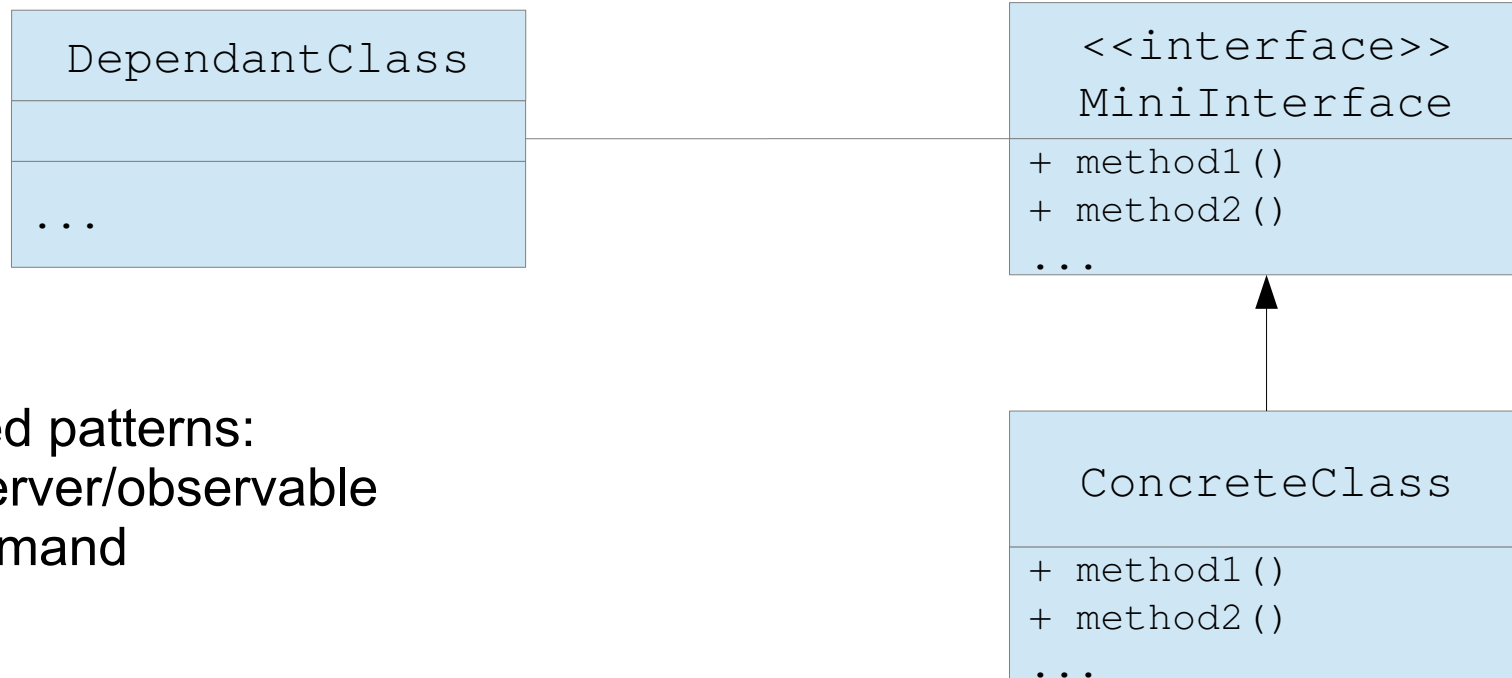 DependantClass
...
<<interface>>
MiniInterface
+ method1()
+ method2()
...
ed patterns:
erver/observable
mand
ConcreteClass
+ method1()
+ method2()
...